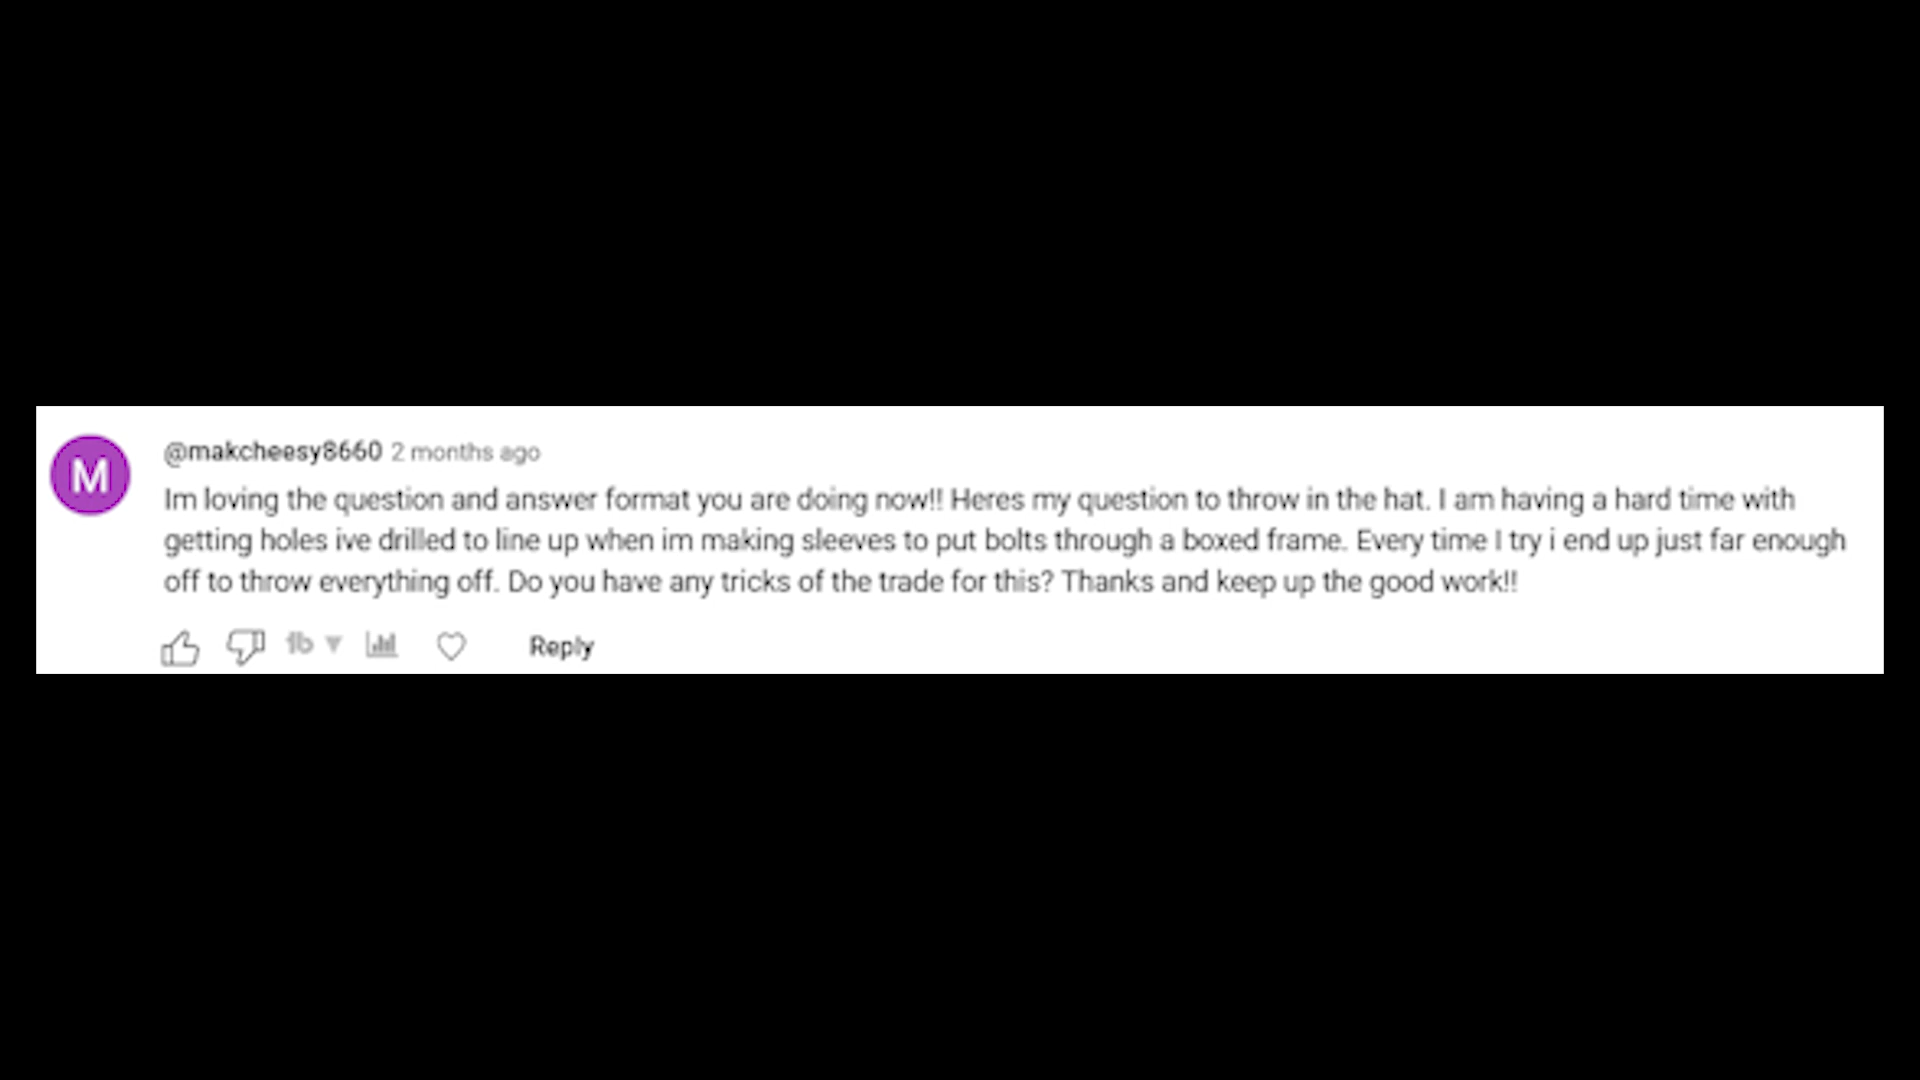 M
@makcheesy8660 2 months ago
Im loving the question and answer format you are doing now!! Heres my question to throw in the hat. I am having a hard time with
getting holes ive drilled to line up when im making sleeves to put bolts through a boxed frame. Every time I try i end up just far enough
off to throw everything off. Do you have any tricks of the trade for this? Thanks and keep up the good work!!
Reply